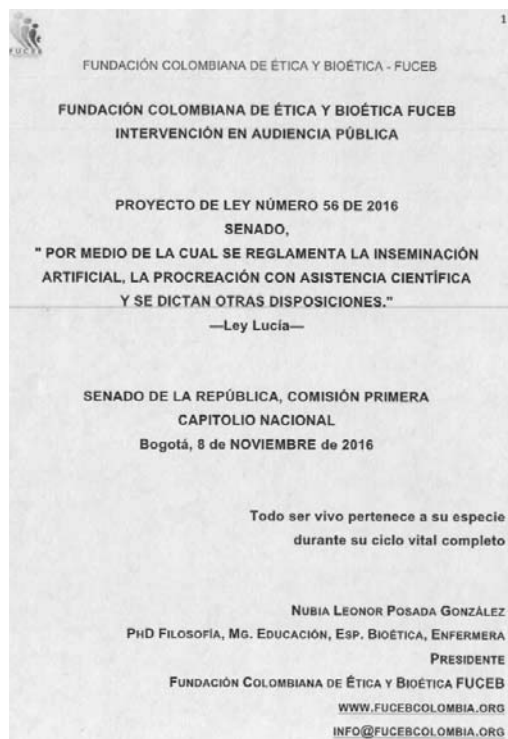 1
FUCEB
FUNDACIÓN COLOMBIANA DE ÉTICA Y BIOÉTICA - FUCEB
FUNDACIÓN COLOMBIANA DE ÉTICA Y BIOÉTICA FUCEB
INTERVENCIÓN EN AUDIENCIA PÚBLICA
PROYECTO DE LEY NÚMERO 56 DE 2016
SENADO,
" POR MEDIO DE LA CUAL SE REGLAMENTA LA INSEMINACIÓN
ARTIFICIAL, LA PROCREACIÓN CON ASISTENCIA CIENTÍFICA
Y SE DICTAN OTRAS DISPOSICIONES."
—Ley Lucía—
SENADO DE LA REPÚBLICA, COMISIÓN PRIMERA
CAPITOLIO NACIONAL
Bogotá, 8 de NOVIEMBRE de 2016
Todo ser vivo pertenece a su especie
durante su ciclo vital completo
NUBIA LEONOR POSADA GONZÁLEZ
PHD FILOSOFÍA, MG. EDUCACIÓN, ESP. BIOÉTICA, ENFERMERA
PRESIDENTE
FUNDACIÓN COLOMBIANA DE ÉTICA Y BIOÉTICA FUCEB
WWW.FUCEBCOLOMBIA.ORG
INFO@FUCEBCOLOMBIA.ORG